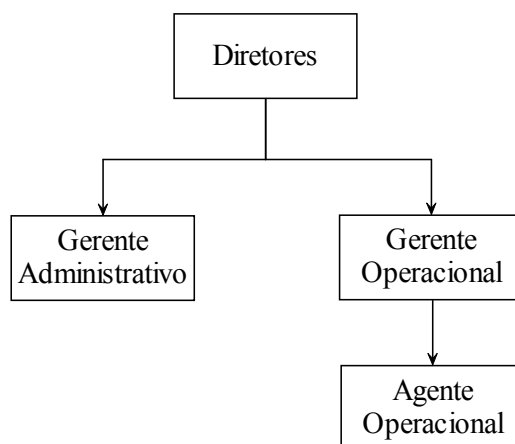 Diretores
Gerente
Administrativo
Gerente
Operacional
Agente
Operacional